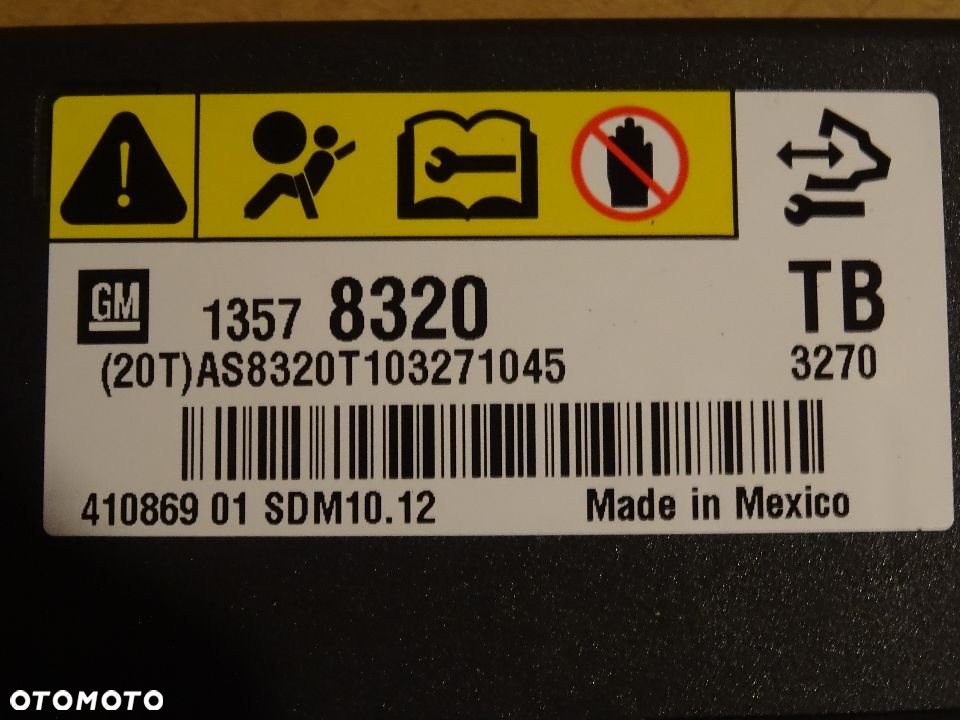 GM 1357 8320 TB
(20T)AS8320T103271045 3270
410869 01 SDM10.12 Made in Mexico
OTOMOTO